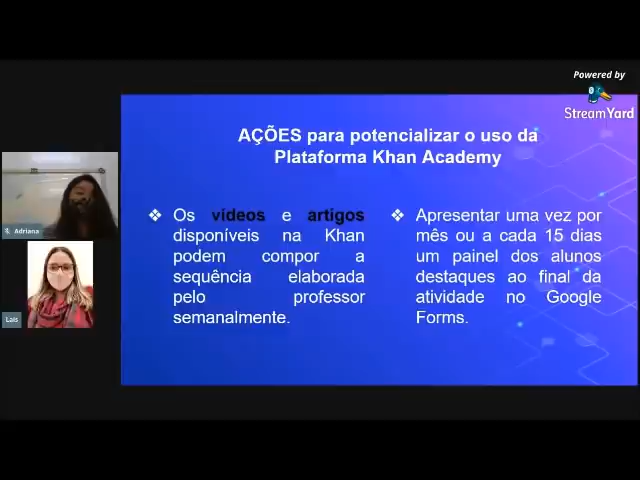 Powered by
StreamYard
AÇÕES para potencializar o uso da
Plataforma Khan Academy
❖ Os vídeos e artigos
disponíveis na Khan
podem compor a
sequência elaborada
pelo professor
semanalmente.
❖ Apresentar uma vez por
mês ou a cada 15 dias
um painel dos alunos
destaques ao final da
atividade no Google
Forms.
Adriana
Lais